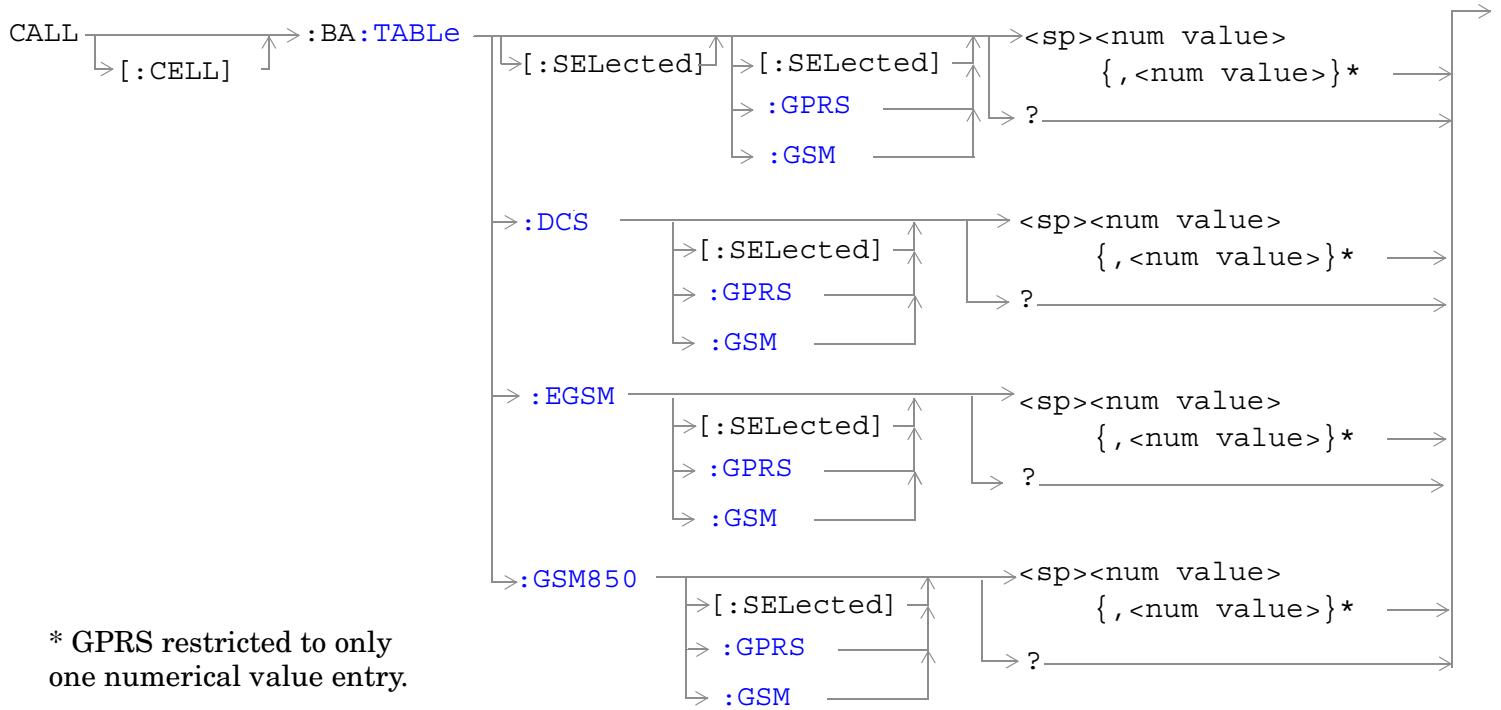 CALL :BA:TABLe <sp><num value>
[:CELL] [:SELected] [:SELected] {,<num value>}*
:GPRS ?
:GSM
:DCS <sp><num value>
[:SELected] {,<num value>}*
:GPRS ?
:GSM
:EGSM <sp><num value>
[:SELected] {,<num value>}*
:GPRS ?
:GSM
:GSM850 <sp><num value>
[:SELected] {,<num value>}*
* GPRS restricted to only :GPRS ?
one numerical value entry. :GSM